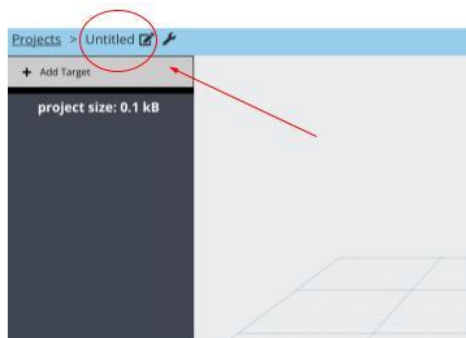 Projects > Untitled
+ Add Target
project size: 0.1 kB